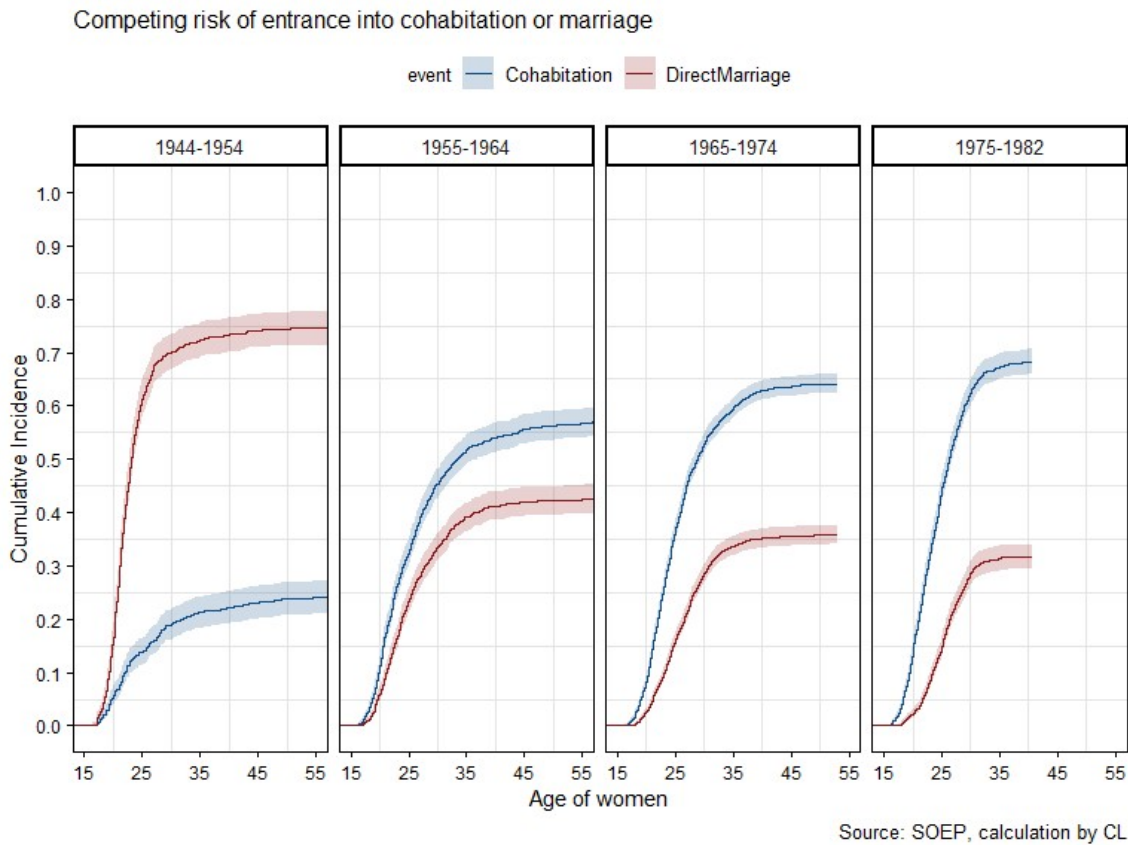 Competing risk of entrance into cohabitation or marriage
event Cohabitation DirectMarriage
1944-1954 1955-1964 1965-1974 1975-1982
Cumulative Incidence
1.0
0.9
0.8
0.7
0.6
0.5
0.4
0.3
0.2
0.1
0.0
15 25 35 45 55 15 25 35 45 55 15 25 35 45 55 15 25 35 45 55
Age of women
Source: SOEP, calculation by CL